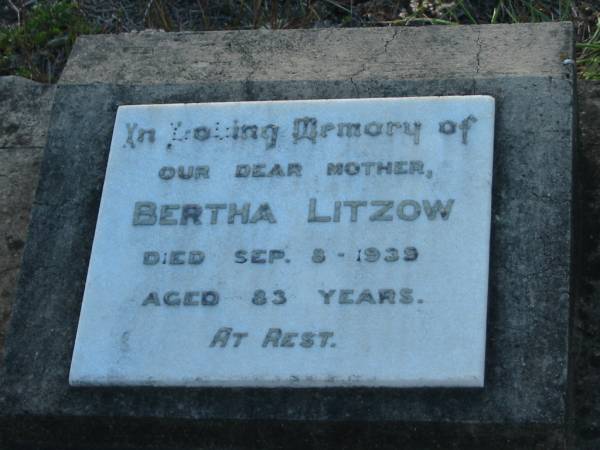 In Loving Memory of
OUR DEAR MOTHER,
BERTHA LITZOW
DIED SEP. 8 - 1939
AGED 83 YEARS.
AT REST.